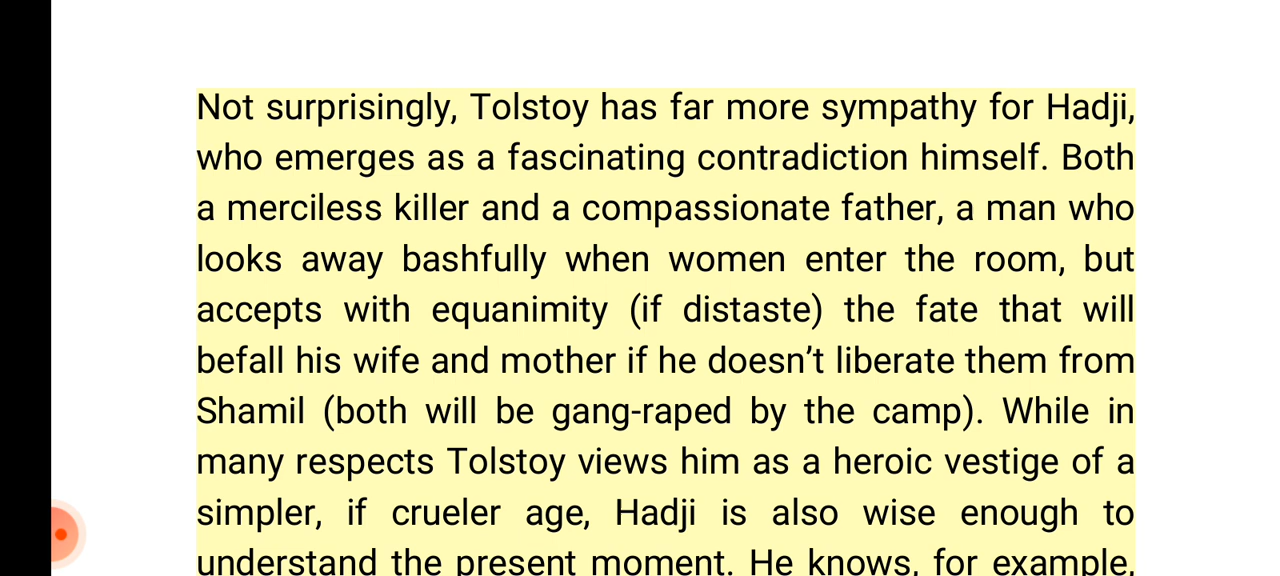 Not surprisingly, Tolstoy has far more sympathy for Hadji,
who emerges as a fascinating contradiction himself. Both
a merciless killer and a compassionate father, a man who
looks away bashfully when women enter the room, but
accepts with equanimity (if distaste) the fate that will
befall his wife and mother if he doesn’t liberate them from
Shamil (both will be gang-raped by the camp). While in
many respects Tolstoy views him as a heroic vestige of a
simpler, if crueler age, Hadji is also wise enough to
understand the present moment. He knows, for example,